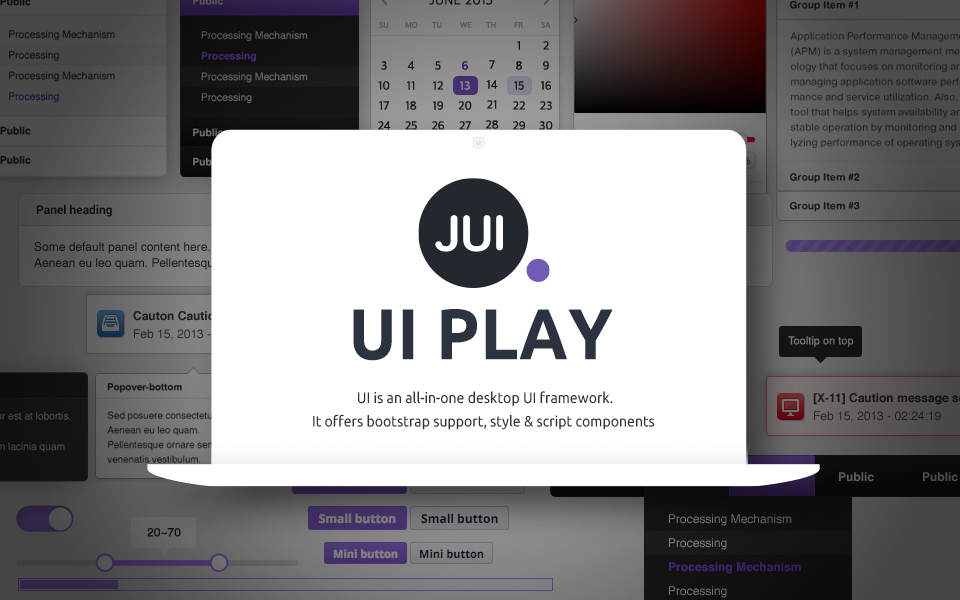 Public
Processing Mechanism
Processing
Processing Mechanism
Processing
Public
Public
Public
Processing Mechanism
Processing
Processing Mechanism
Processing
Public
Pub
JUNE 2013
SU MO TU WE TH FR SA
1 2
3 4 5 6 7 8 9
10 11 12 13 14 15 16
17 18 19 20 21 22 23
24 25 26 27 28 29 30
Group Item #1
Application Performance Manageme
(APM) is a system management me
ology that focuses on monitoring an
managing application software perf
mance and service utilization. Also,
tool that helps system availability an
stable operation by monitoring and
lyzing performance of operating sys
Group Item #2
Group Item #3
Panel heading
Some default panel content here.
Aenean eu leo quam. Pellentesqu
Cauton Cautio
Feb 15, 2013 -
ur est at lobortis.
m lacinia quam
Popover-bottom
Sed posuere consectetu
Aenean eu leo quam.
Pellentesque ornare sem
venenatis vestibulum.
JUI
UI PLAY
UI is an all-in-one desktop UI framework.
It offers bootstrap support, style & script components
Tooltip on top
[X-11] Caution message se
Feb 15, 2013 - 02:24:19
Public
Public
Processing Mechanism
Processing
Processing Mechanism
Processing
20~70
Small button
Small button
Mini button
Mini button